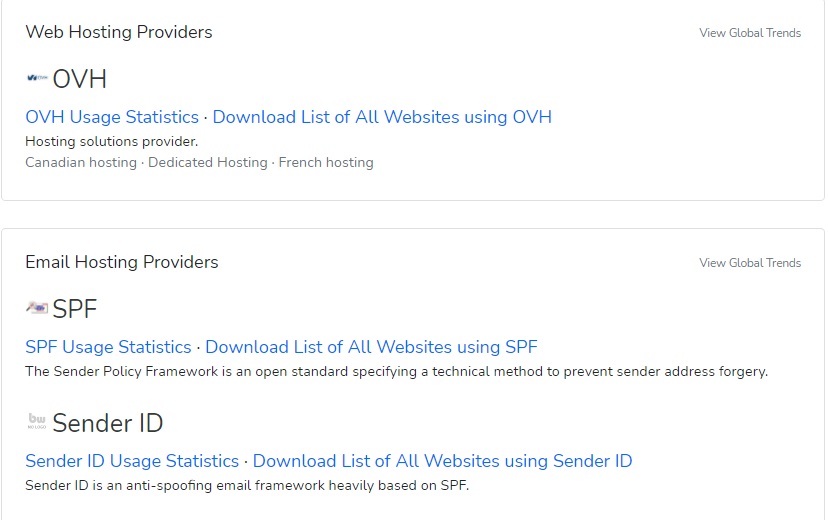 Web Hosting Providers
View Global Trends
OVH
OVH Usage Statistics · Download List of All Websites using OVH
Hosting solutions provider.
Canadian hosting · Dedicated Hosting · French hosting
Email Hosting Providers
View Global Trends
SPF
SPF Usage Statistics · Download List of All Websites using SPF
The Sender Policy Framework is an open standard specifying a technical method to prevent sender address forgery.
bw
NO LOGO
Sender ID
Sender ID Usage Statistics · Download List of All Websites using Sender ID
Sender ID is an anti-spoofing email framework heavily based on SPF.